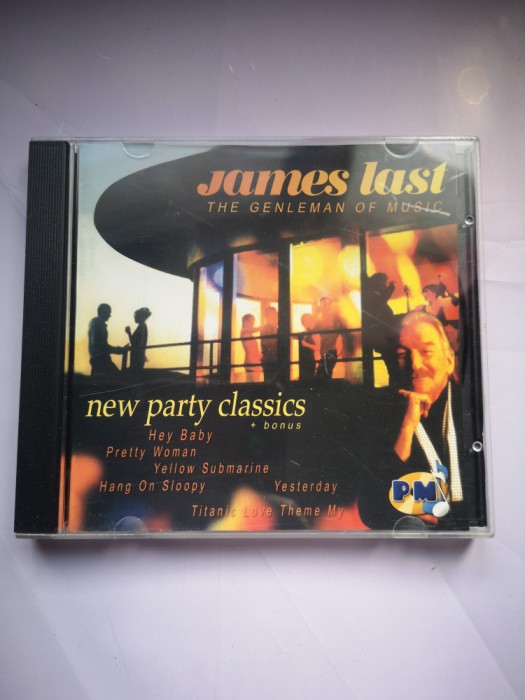 James last
THE GENLEMAN OF MUSIC
new party classics
+ bonus
Hey Baby
Pretty Woman
Yellow Submarine
Hang On Sloopy Yesterday
Titanic Love Theme My
PM